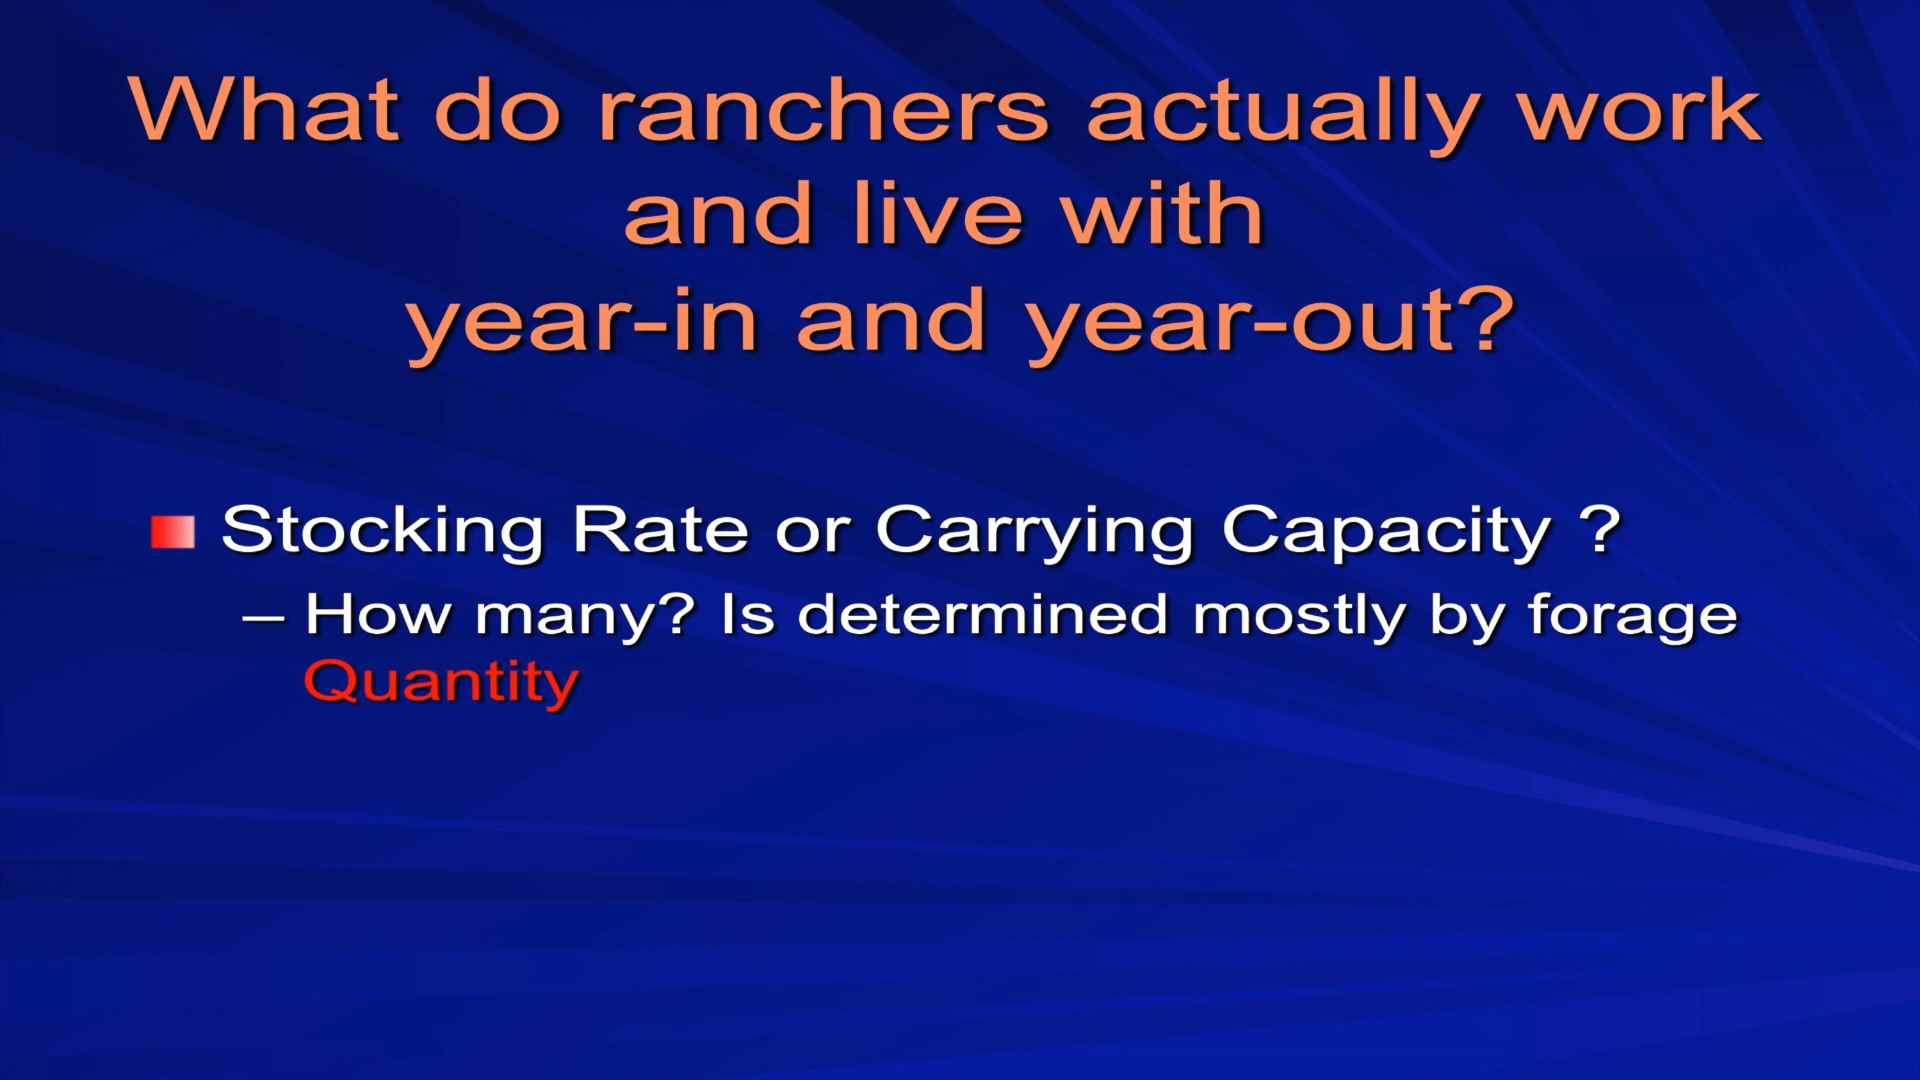 What do ranchers actually work
and live with
year-in and year-out?
Stocking Rate or Carrying Capacity ?
– How many? Is determined mostly by forage
Quantity